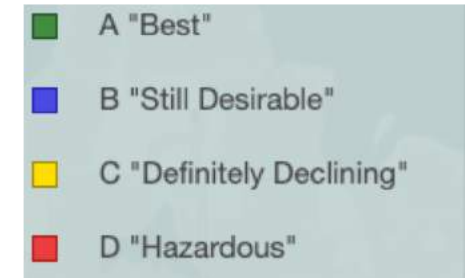 A "Best"
B "Still Desirable"
C "Definitely Declining"
D "Hazardous"